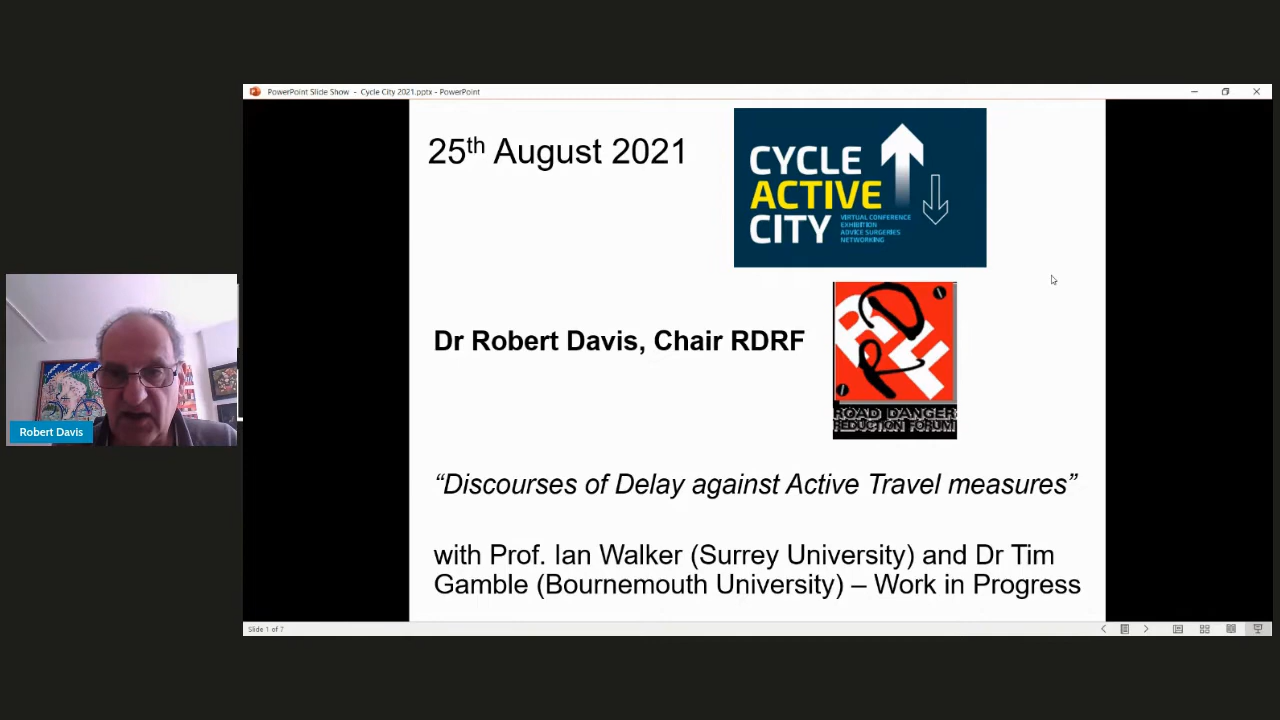 PowerPoint Slide Show - Cycle City 2021.pptx - PowerPoint
25th August 2021
CYCLE
ACTIVE
CITY
VIRTUAL CONFERENCE
EXHIBITION
ADVICE SURGERIES
NETWORKING
Dr Robert Davis, Chair RDRF
RDRF
ROAD DANGER
REDUCTION FORUM
Robert Davis
“Discourses of Delay against Active Travel measures”
with Prof. Ian Walker (Surrey University) and Dr Tim
Gamble (Bournemouth University) – Work in Progress
Slide 1 of 7